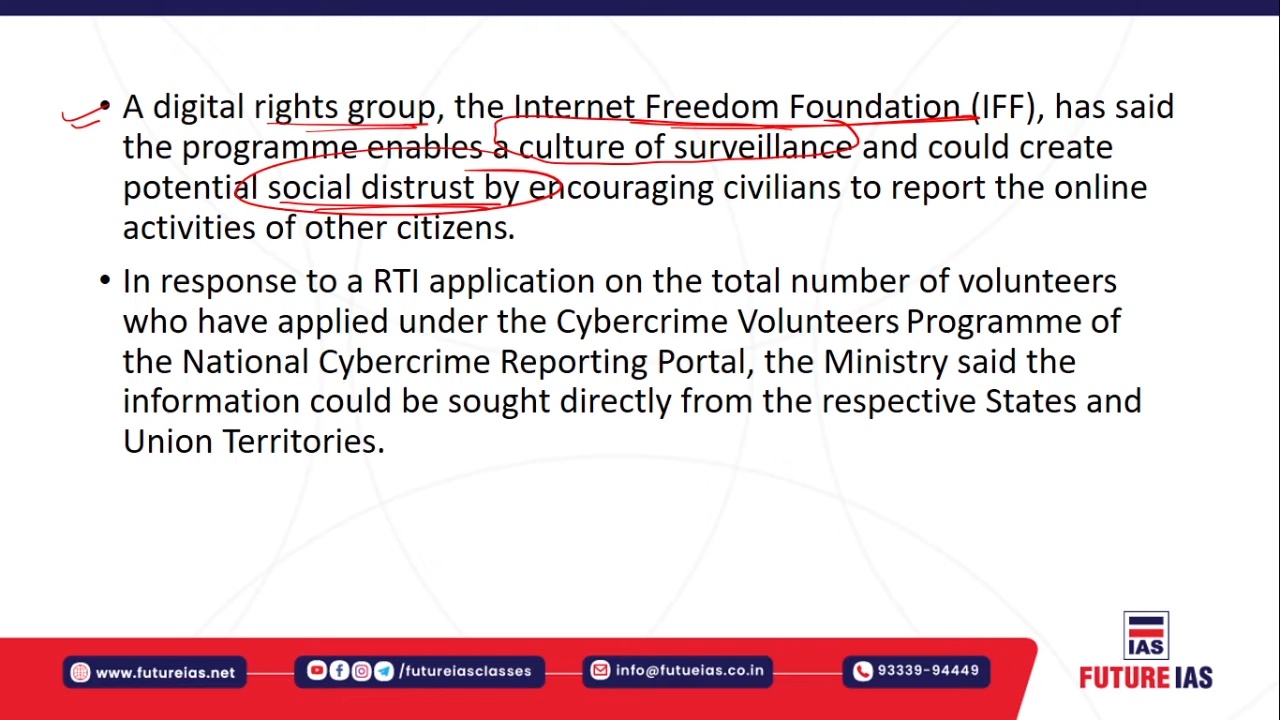 • A digital rights group, the Internet Freedom Foundation (IFF), has said
the programme enables a culture of surveillance and could create
potential social distrust by encouraging civilians to report the online
activities of other citizens.
• In response to a RTI application on the total number of volunteers
who have applied under the Cybercrime Volunteers Programme of
the National Cybercrime Reporting Portal, the Ministry said the
information could be sought directly from the respective States and
Union Territories.
www.futureias.net
/futureiasclasses
info@futueias.co.in
93339-94449
IAS
FUTURE IAS